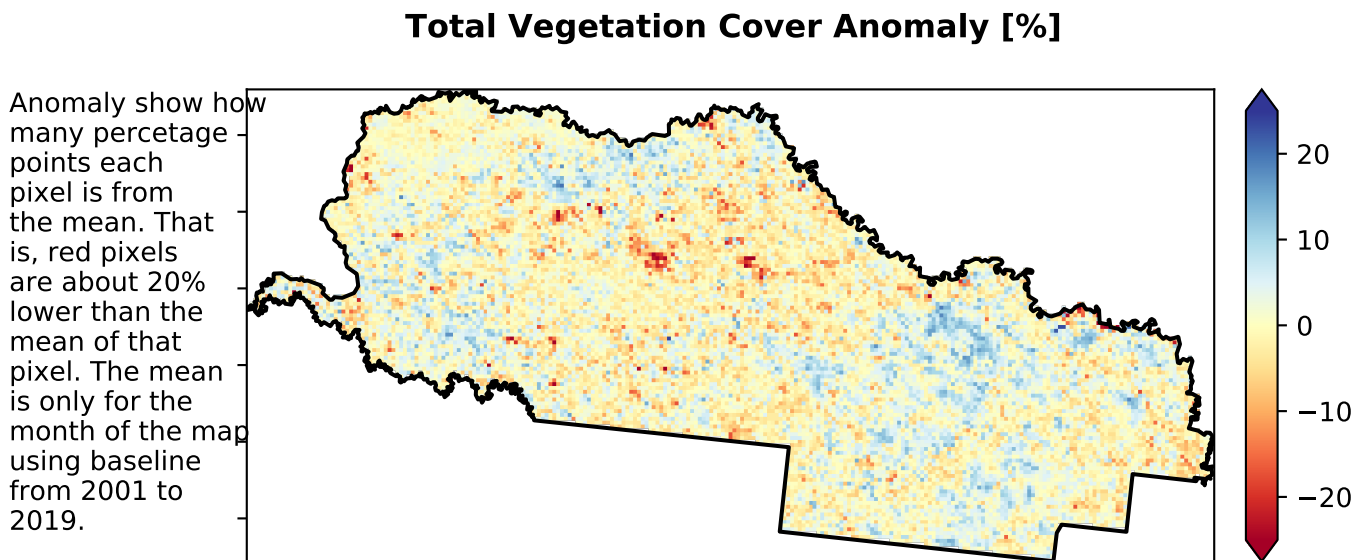 Total Vegetation Cover Anomaly [%]
Anomaly show how
many percetage
points each
pixel is from
the mean. That
is, red pixels
are about 20%
lower than the
mean of that
pixel. The mean
is only for the
month of the map
using baseline
from 2001 to
2019.
20
10
0
−10
−20